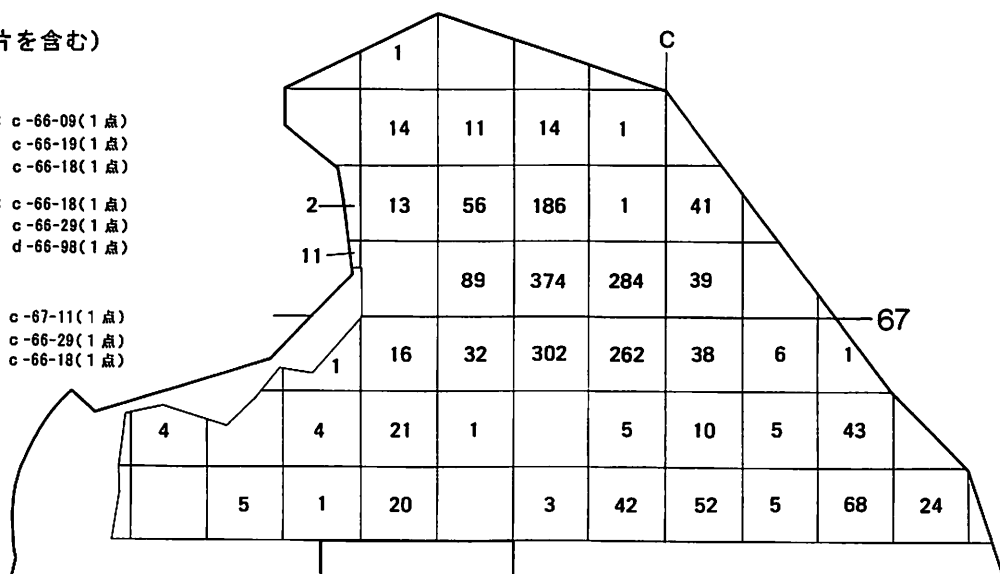 片を含む)
c-66-09(1点)
c-66-19(1点)
c-66-18(1点)
c-66-18(1点)
c-66-29(1点)
d-66-98(1点)
c-67-11(1点)
c-66-29(1点)
c-66-18(1点)
C
1
14 11 14 1
2 13 56 186 1 41
11 89 374 284 39
67
1 16 32 302 262 38 6 1
4 4 21 1 5 10 5 43
5 1 20 3 42 52 5 68 24